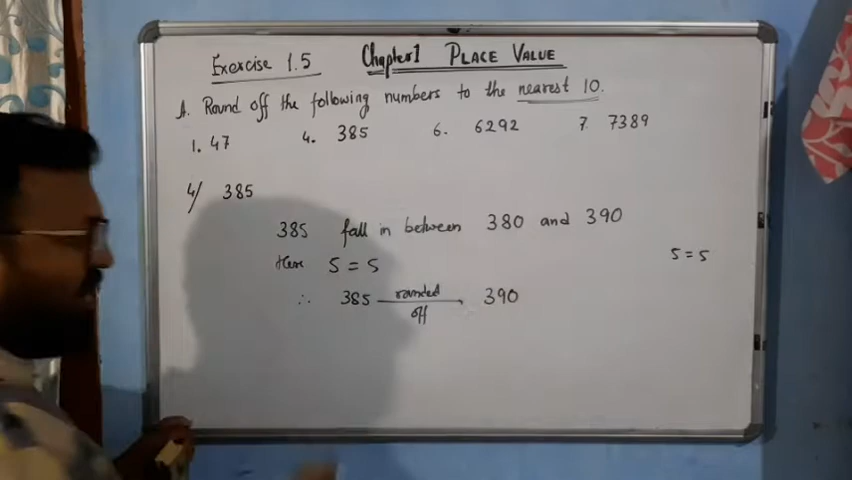 Exercise 1.5 Chapter 1 PLACE VALUE
A. Round off the following numbers to the nearest 10.
1. 47 4. 385 6. 6292 7. 7389
4/ 385
385 fall in between 380 and 390
Here 5 = 5 5 = 5
∴ 385 rounded off → 390